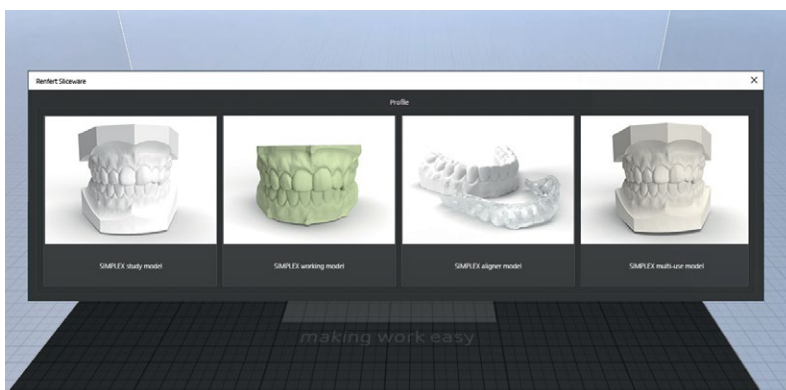 Renfert Sliceware
Profile
SIMPLEX study model
SIMPLEX working model
SIMPLEX aligner model
SIMPLEX multi-use model
making work easy